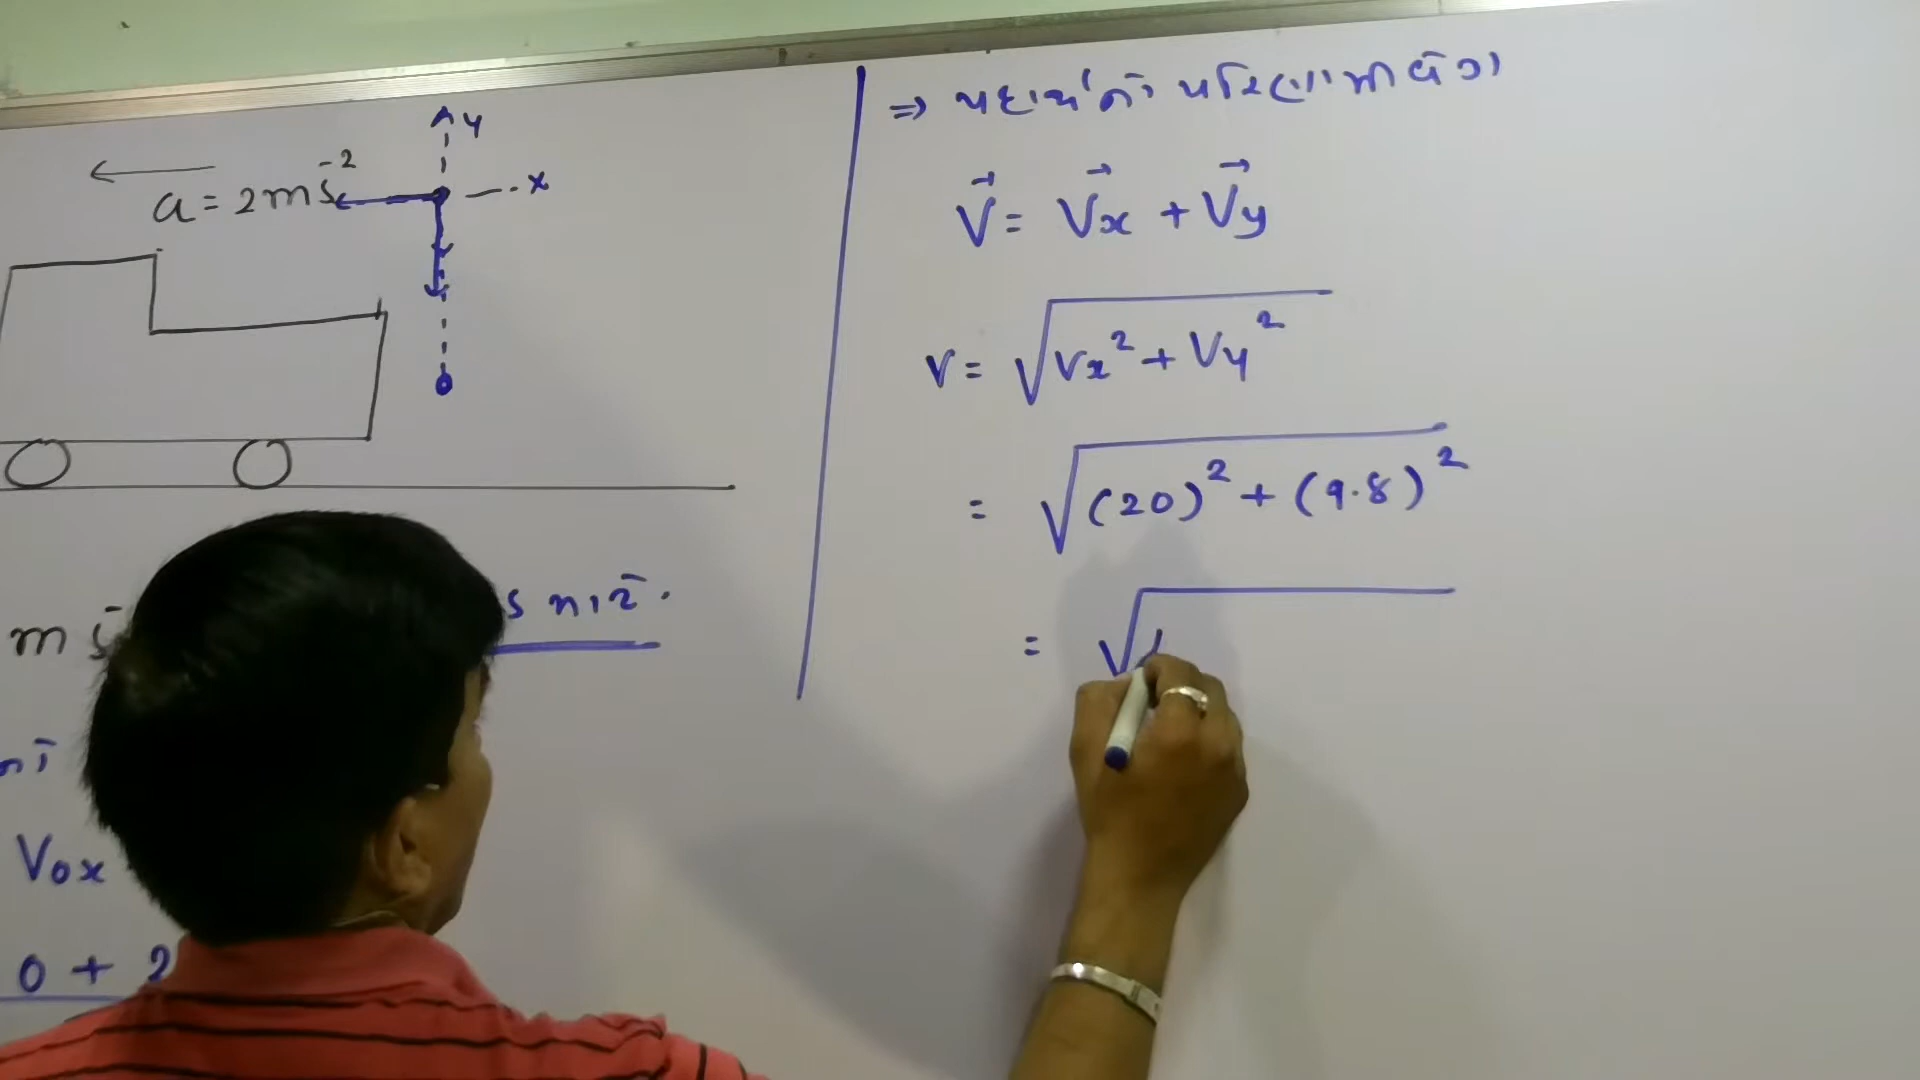 y
x
a = 2ms⁻²
m s
Vox
0 + 2
⇒ પદાર્થનો પરિણામી વેગ
V⃗ = V⃗x + V⃗y
V = √Vx² + Vy²
= √(20)² + (9.8)²
= √